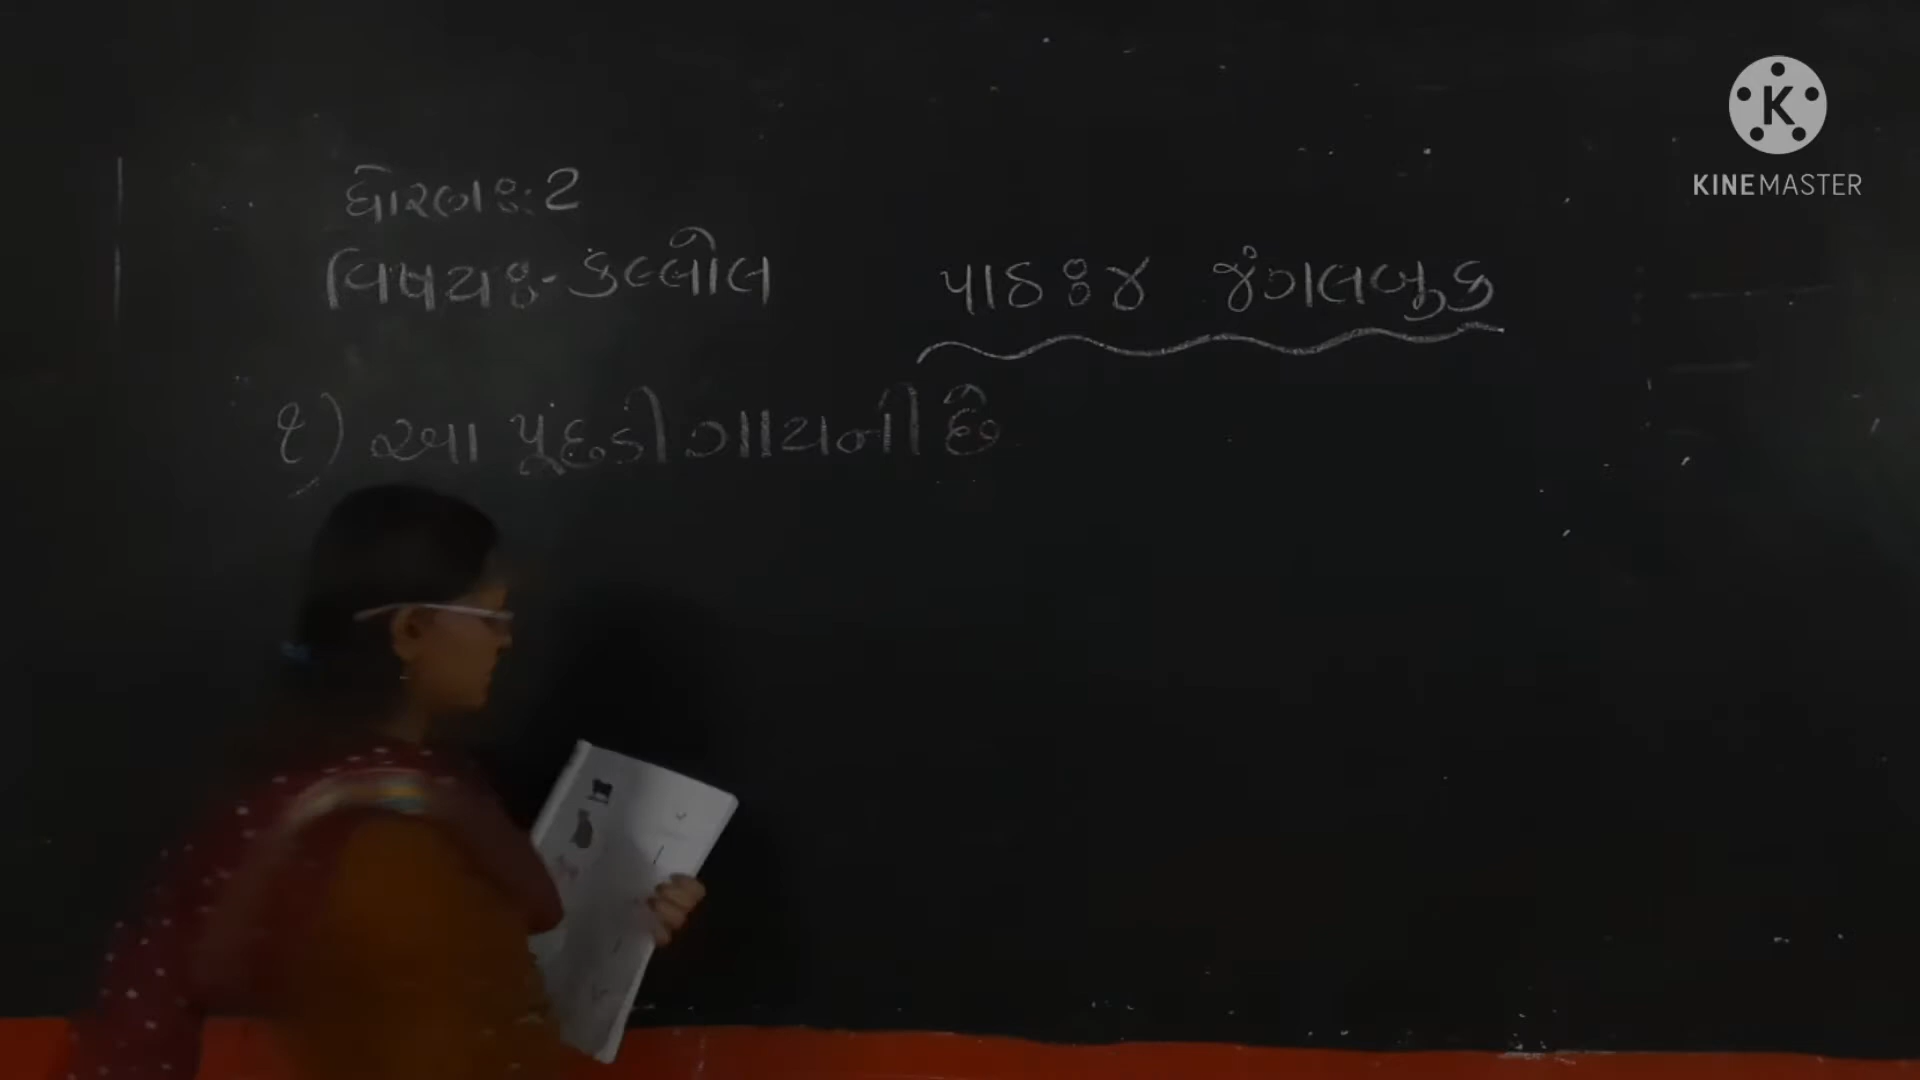 ધોરણઃ-2
વિષયઃ-કલ્લોલ
પાઠઃ૪ જંગલબુક
૧) આ પૂંછડી ગાયની છે
K
KINEMASTER